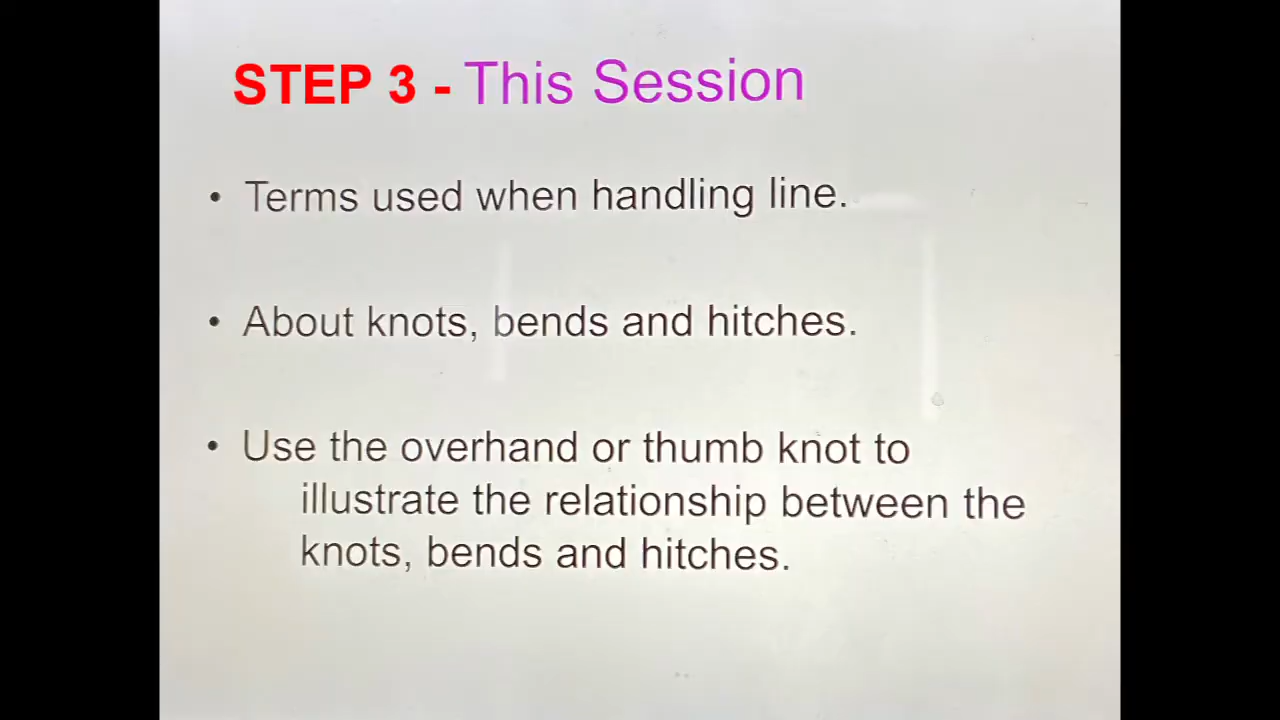 STEP 3 - This Session
• Terms used when handling line.
• About knots, bends and hitches.
• Use the overhand or thumb knot to
illustrate the relationship between the
knots, bends and hitches.